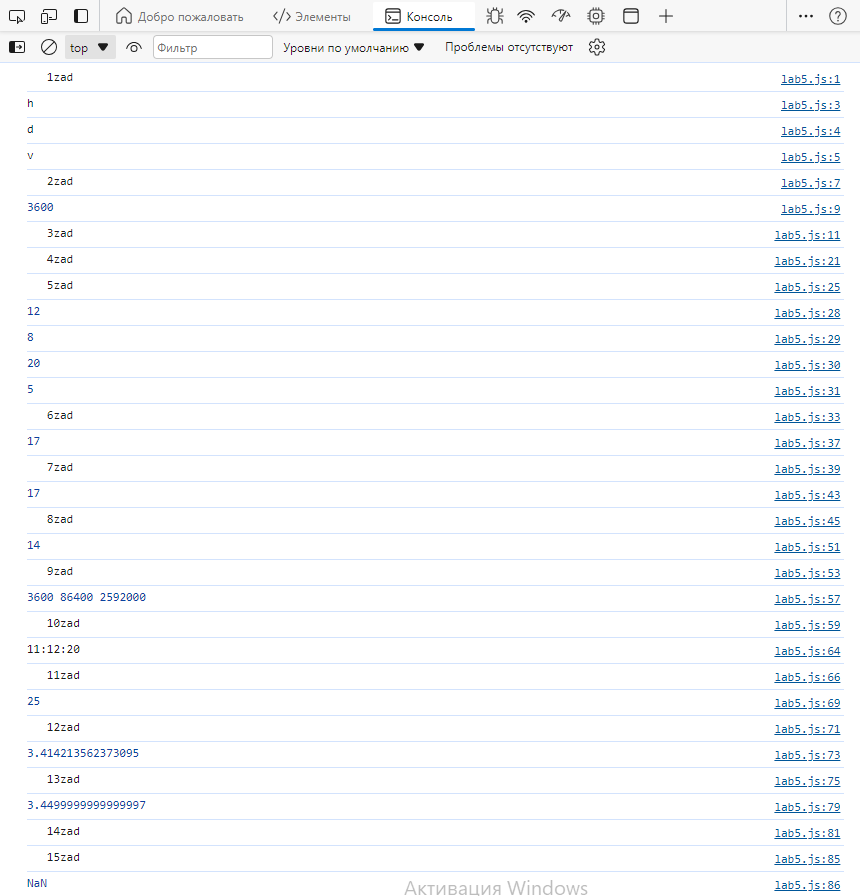 Добро пожаловать Элементы Консоль
top Фильтр Уровни по умолчанию Проблемы отсутствуют
1zad lab5.js:1
h lab5.js:3
d lab5.js:4
v lab5.js:5
2zad lab5.js:7
3600 lab5.js:9
3zad lab5.js:11
4zad lab5.js:21
5zad lab5.js:25
12 lab5.js:28
8 lab5.js:29
20 lab5.js:30
5 lab5.js:31
6zad lab5.js:33
17 lab5.js:37
7zad lab5.js:39
17 lab5.js:43
8zad lab5.js:45
14 lab5.js:51
9zad lab5.js:53
3600 86400 2592000 lab5.js:57
10zad lab5.js:59
11:12:20 lab5.js:64
11zad lab5.js:66
25 lab5.js:69
12zad lab5.js:71
3.414213562373095 lab5.js:73
13zad lab5.js:75
3.4499999999999997 lab5.js:79
14zad lab5.js:81
15zad lab5.js:85
NaN lab5.js:86
Активация Windows